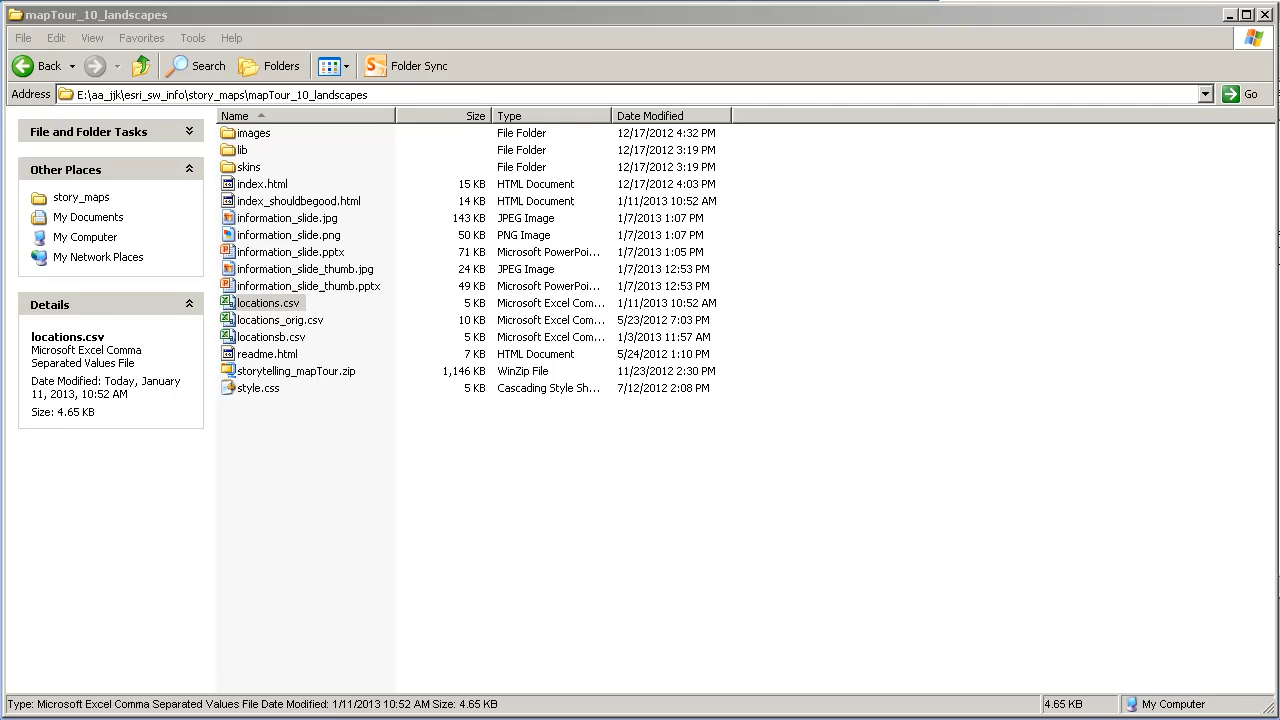 mapTour_10_landscapes
File Edit View Favorites Tools Help
Back Search Folders Folder Sync
Address E:\aa_jjk\esri_sw_info\story_maps\mapTour_10_landscapes Go
File and Folder Tasks
Other Places
story_maps
My Documents
My Computer
My Network Places
Details
locations.csv
Microsoft Excel Comma
Separated Values File
Date Modified: Today, January
11, 2013, 10:52 AM
Size: 4.65 KB
Name Size Type Date Modified
images File Folder 12/17/2012 4:32 PM
lib File Folder 12/17/2012 3:19 PM
skins File Folder 12/17/2012 3:19 PM
index.html 15 KB HTML Document 12/17/2012 4:03 PM
index_shouldbegood.html 14 KB HTML Document 1/11/2013 10:52 AM
information_slide.jpg 143 KB JPEG Image 1/7/2013 1:07 PM
information_slide.png 50 KB PNG Image 1/7/2013 1:07 PM
information_slide.pptx 71 KB Microsoft PowerPoi... 1/7/2013 1:05 PM
information_slide_thumb.jpg 24 KB JPEG Image 1/7/2013 12:53 PM
information_slide_thumb.pptx 49 KB Microsoft PowerPoi... 1/7/2013 12:53 PM
locations.csv 5 KB Microsoft Excel Com... 1/11/2013 10:52 AM
locations_orig.csv 10 KB Microsoft Excel Com... 5/23/2012 7:03 PM
locationsb.csv 5 KB Microsoft Excel Com... 1/3/2013 11:57 AM
readme.html 7 KB HTML Document 5/24/2012 1:10 PM
storytelling_mapTour.zip 1,146 KB WinZip File 11/23/2012 2:30 PM
style.css 5 KB Cascading Style Sh... 7/12/2012 2:08 PM
Type: Microsoft Excel Comma Separated Values File Date Modified: 1/11/2013 10:52 AM Size: 4.65 KB 4.65 KB My Computer